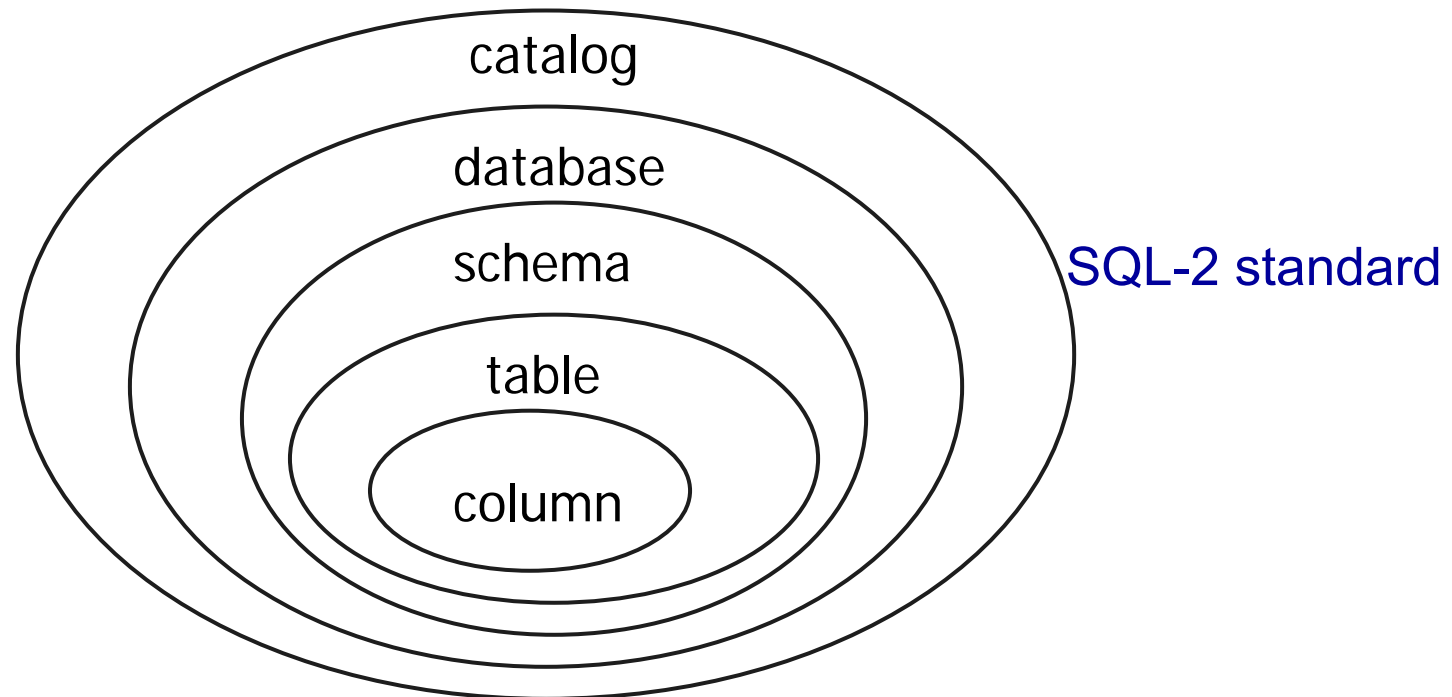 catalog
database
schema
SQL-2 standard
table
column